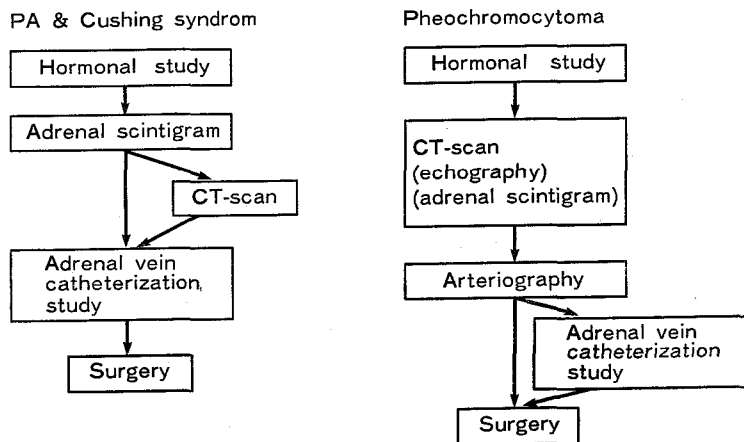 PA & Cushing syndrom
Hormonal study
Adrenal scintigram
CT-scan
Adrenal vein
catheterization,
study
Surgery
Pheochromocytoma
Hormonal study
CT-scan
(echography)
(adrenal scintigram)
Arteriography
Adrenal vein
catheterization
study
Surgery